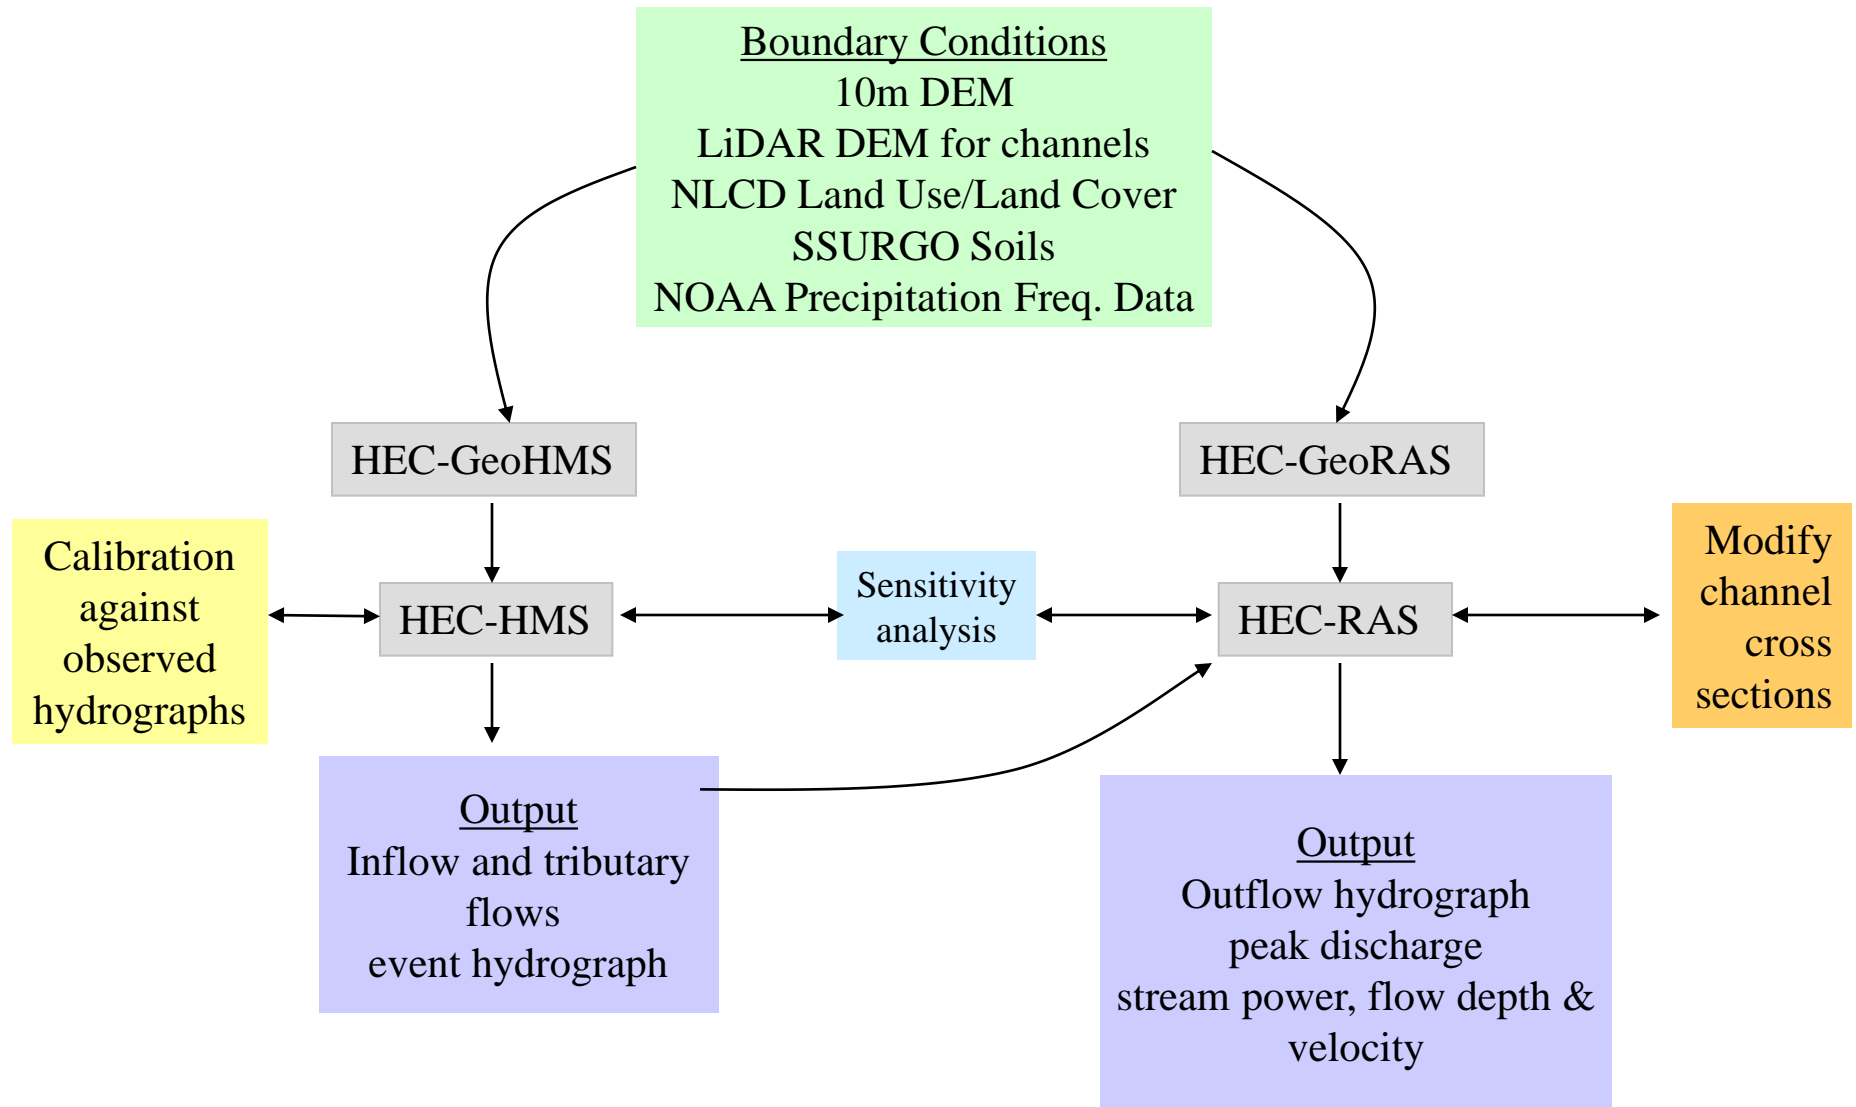 Boundary Conditions
10m DEM
LiDAR DEM for channels
NLCD Land Use/Land Cover
SSURGO Soils
NOAA Precipitation Freq. Data
HEC-GeoHMS
HEC-GeoRAS
Calibration
against
observed
hydrographs
HEC-HMS
Sensitivity
analysis
HEC-RAS
Modify
channel
cross
sections
Output
Inflow and tributary
flows
event hydrograph
Output
Outflow hydrograph
peak discharge
stream power, flow depth &
velocity